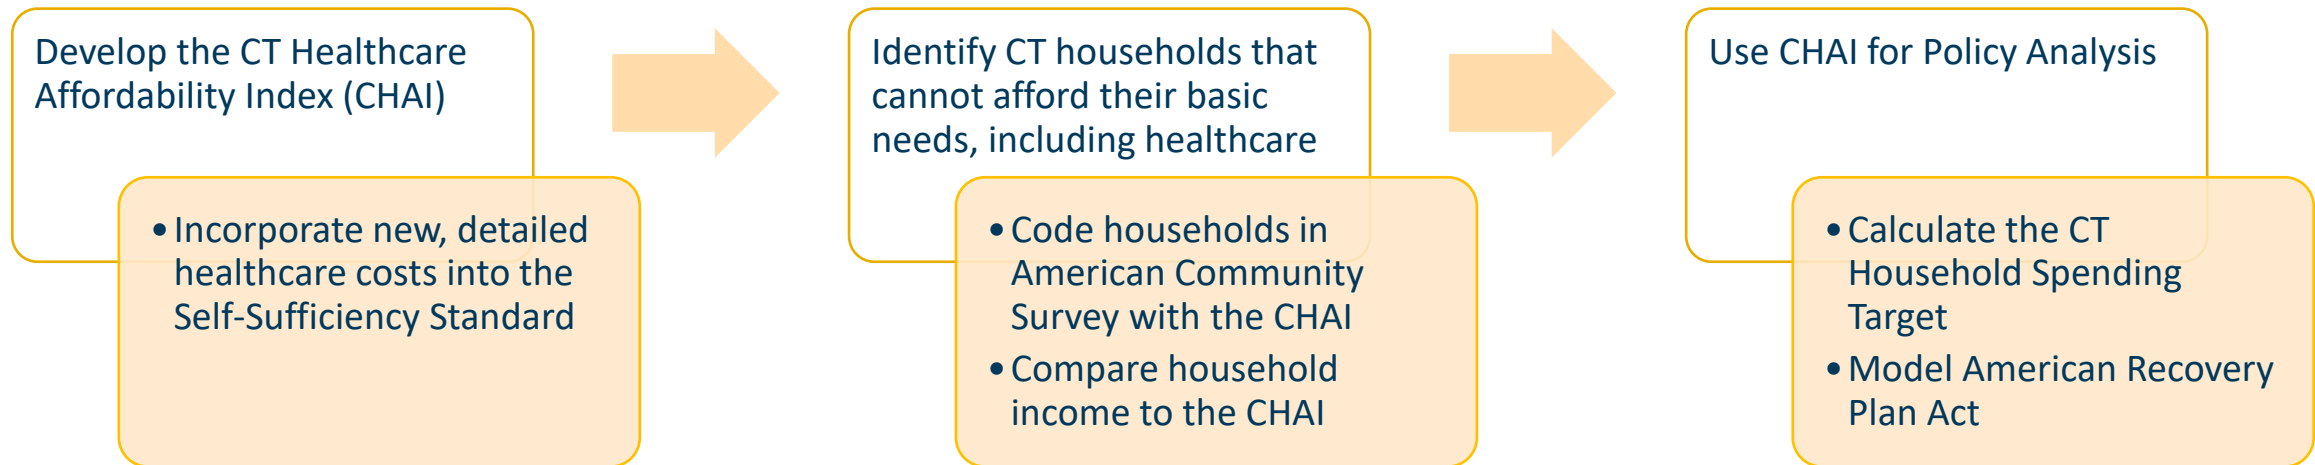 Develop the CT Healthcare
Affordability Index (CHAI)
• Incorporate new, detailed
healthcare costs into the
Self-Sufficiency Standard
Identify CT households that
cannot afford their basic
needs, including healthcare
• Code households in
American Community
Survey with the CHAI
• Compare household
income to the CHAI
Use CHAI for Policy Analysis
• Calculate the CT
Household Spending
Target
• Model American Recovery
Plan Act